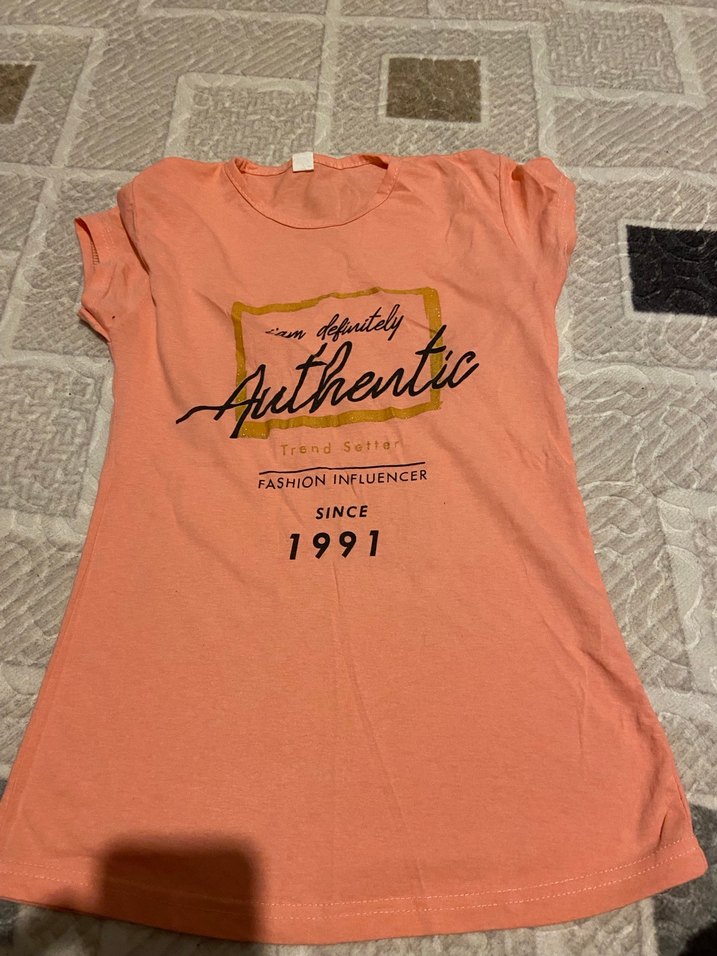 i'am definitely
Authentic
Trend Setter
FASHION INFLUENCER
SINCE
1991